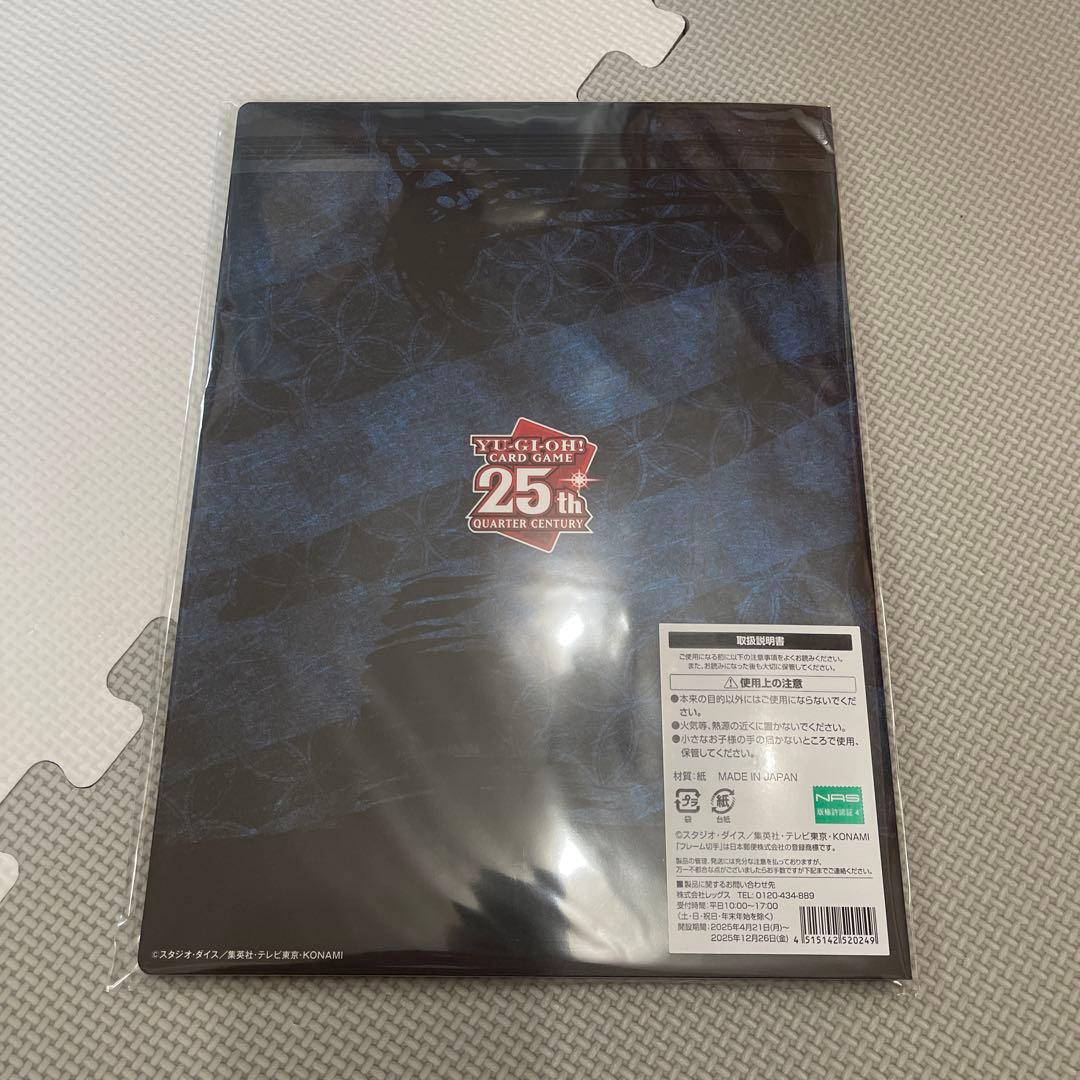 YU-GI-OH!
CARD GAME
25th
QUARTER CENTURY
取扱説明書
ご使用になる前に以下の注意事項をよくお読みください。
また、お読みになった後も大切に保管してください。
使用上の注意
●本来の目的以外にはご使用にならないでくだ
さい。
●火気等、熱源の近くに置かないでください。
●小さなお子様の手の届かないところで使用、
保管してください。
材質:紙 MADE IN JAPAN
プラ
袋
紙
台紙
NAS
版権許諾証 4
©スタジオ・ダイス/集英社・テレビ東京・KONAMI
「フレーム切手」は日本郵便株式会社の登録商標です。
製品の管理、発送には充分な注意を払っておりますが、
万一不都合な点がございましたらお手数ですが下記までご連絡ください。
■製品に関するお問い合わせ先
株式会社レッグス TEL: 0120-434-889
受付時間:平日10:00〜17:00
(土・日・祝日・年末年始を除く)
開設期間:2025年4月21日(月)〜
2025年12月26日(金)
4 515142 520249
©スタジオ・ダイス/集英社・テレビ東京・KONAMI